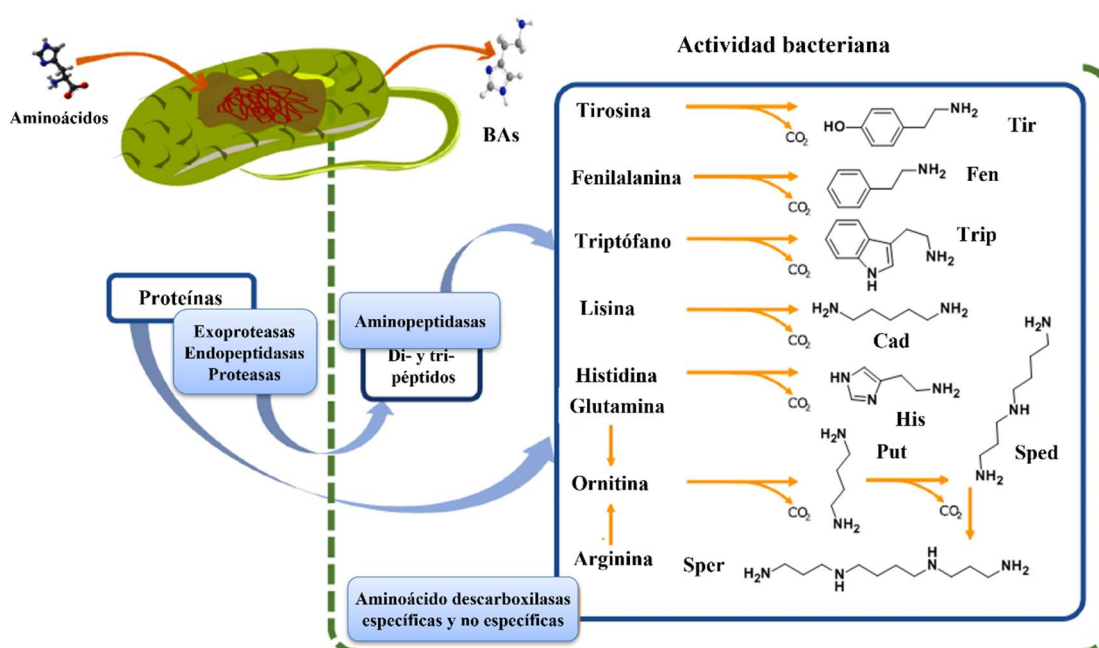 Actividad bacteriana
Aminoácidos
BAs
Proteínas
Exoproteasas
Endopeptidasas
Proteasas
Aminopeptidasas
Di- y tri-
péptidos
Aminoácido descarboxilasas
específicas y no específicas
Tirosina
CO2
HO
NH2
Tir
Fenilalanina
CO2
NH2
Fen
Triptófano
CO2
N
H
NH2
Trip
Lisina
CO2
H2N
NH2
Cad
Histidina
CO2
HN
N
NH2
His
Glutamina
Ornitina
CO2
H2N
NH2
Put
CO2
NH2
NH
NH2
Sped
Arginina
Sper
H2N
N
H
H
N
NH2